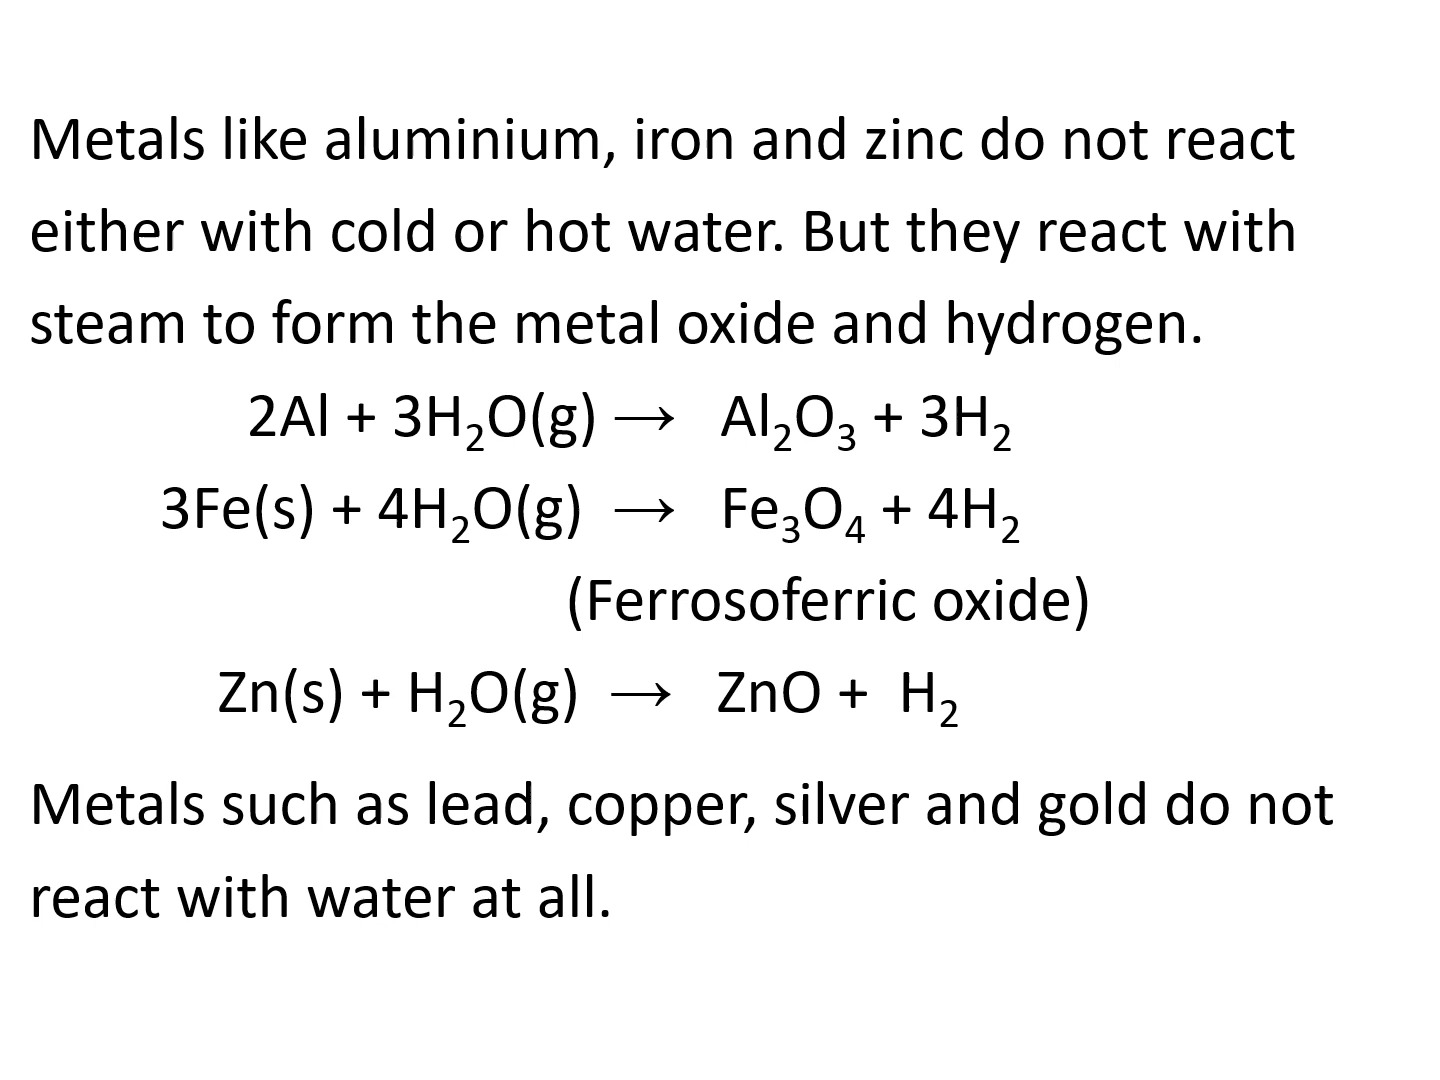 Metals like aluminium, iron and zinc do not react
either with cold or hot water. But they react with
steam to form the metal oxide and hydrogen.
2Al + 3H₂O(g) → Al₂O₃ + 3H₂
3Fe(s) + 4H₂O(g) → Fe₃O₄ + 4H₂
(Ferrosoferric oxide)
Zn(s) + H₂O(g) → ZnO + H₂
Metals such as lead, copper, silver and gold do not
react with water at all.